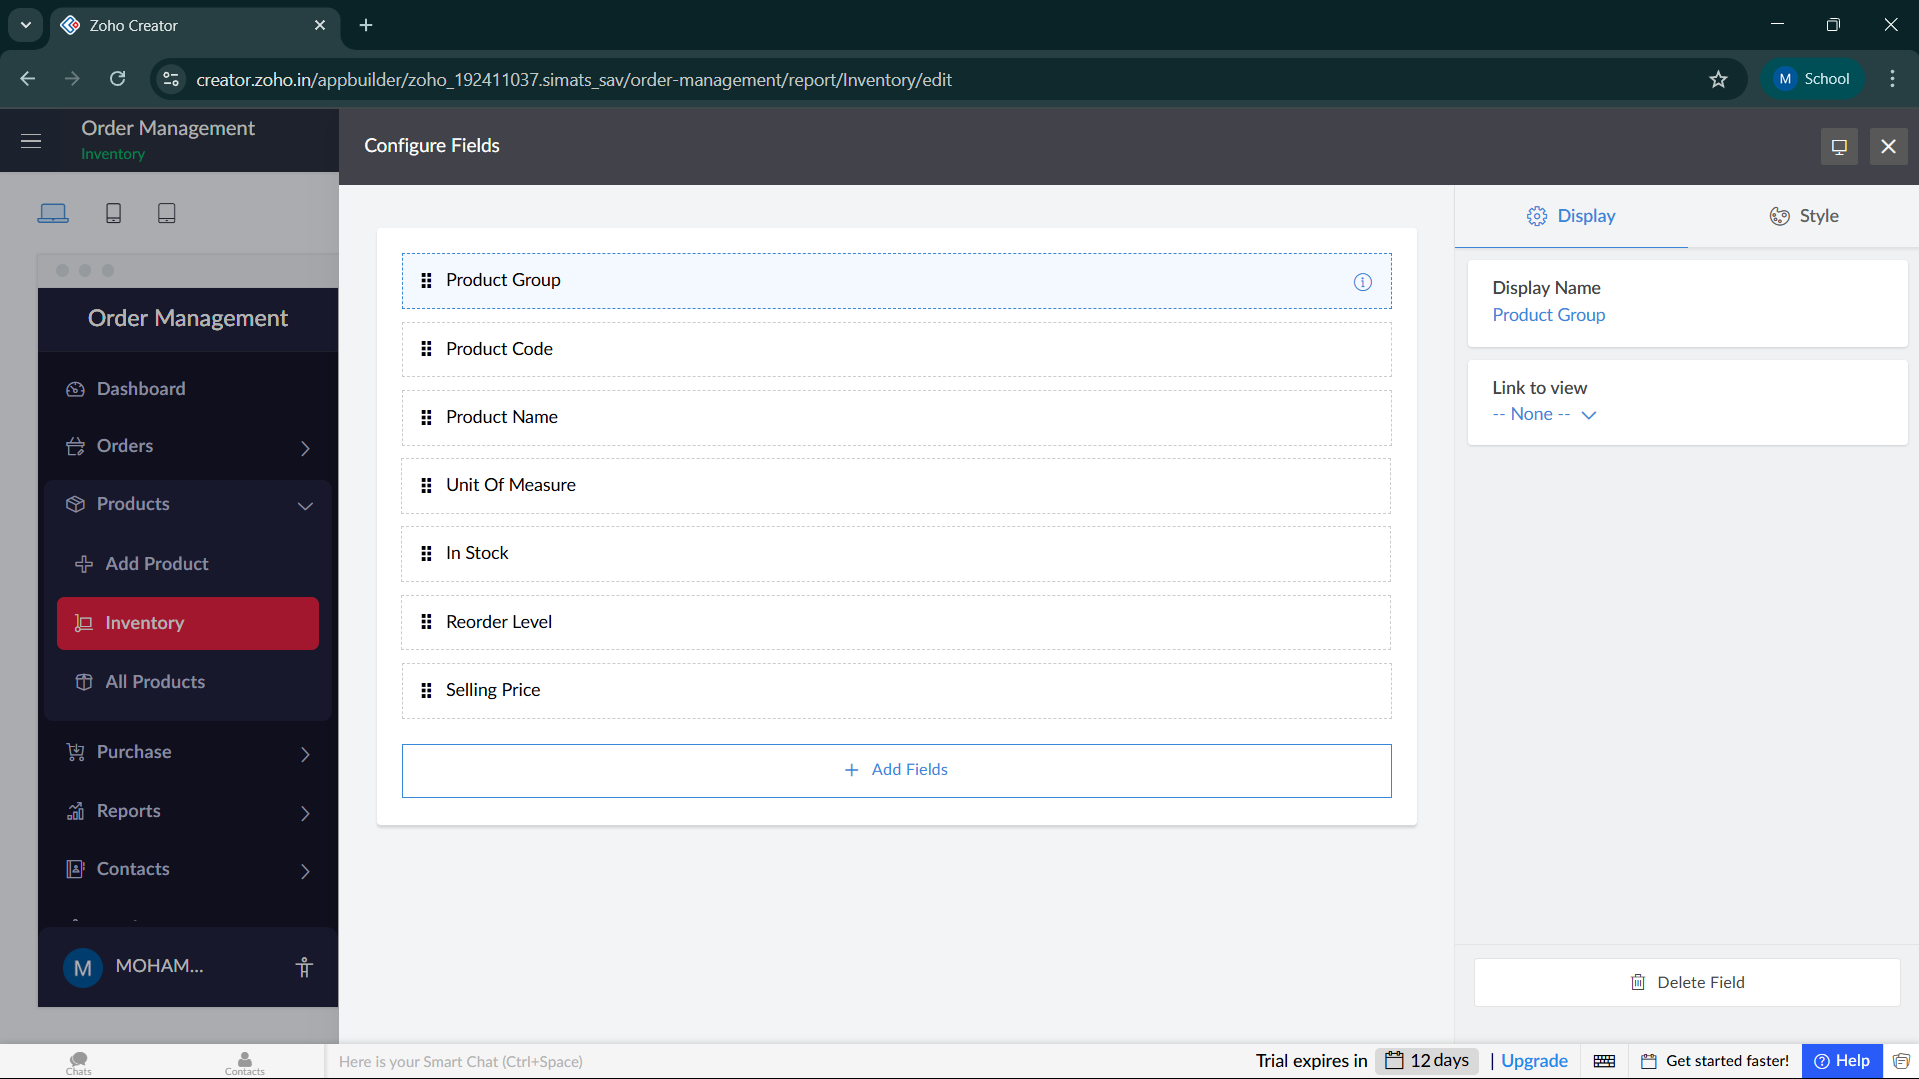 Zoho Creator
creator.zoho.in/appbuilder/zoho_192411037.simats_sav/order-management/report/Inventory/edit
M School
Order Management
Inventory
Configure Fields
Display
Style
Order Management
Dashboard
Orders
Products
Add Product
Inventory
All Products
Purchase
Reports
Contacts
M MOHAM...
Product Group
Product Code
Product Name
Unit Of Measure
In Stock
Reorder Level
Selling Price
+ Add Fields
Display Name
Product Group
Link to view
-- None --
Delete Field
Chats
Contacts
Here is your Smart Chat (Ctrl+Space)
Trial expires in 12 days | Upgrade
Get started faster!
Help